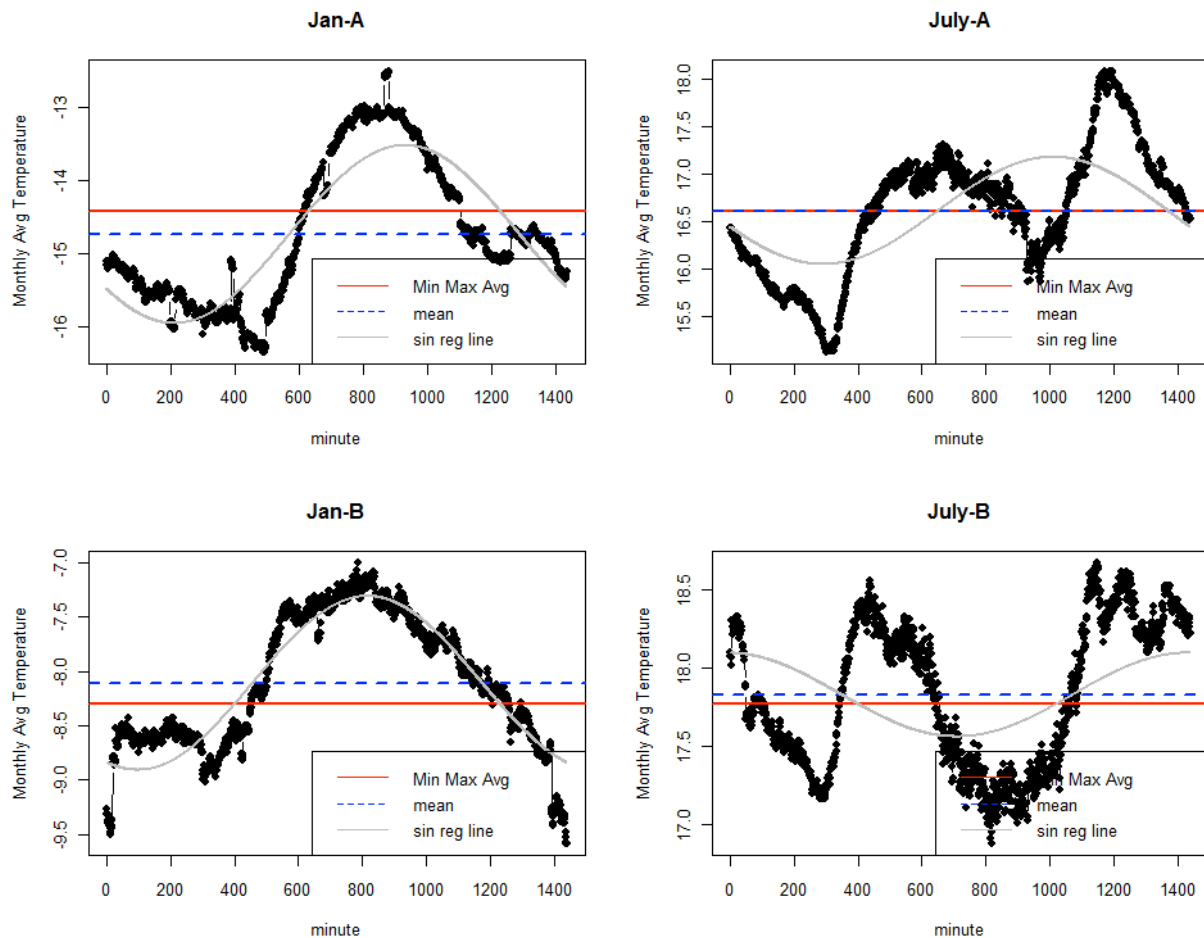 Jan-A
Monthly Avg Temperature
-13
-14
-15
-16
Min Max Avg
mean
sin reg line
0 200 400 600 800 1000 1200 1400
minute
July-A
Monthly Avg Temperature
18.0
17.5
17.0
16.5
16.0
15.5
Min Max Avg
mean
sin reg line
0 200 400 600 800 1000 1200 1400
minute
Jan-B
Monthly Avg Temperature
-7.0
-7.5
-8.0
-8.5
-9.0
-9.5
Min Max Avg
mean
sin reg line
0 200 400 600 800 1000 1200 1400
minute
July-B
Monthly Avg Temperature
18.5
18.0
17.5
17.0
Min Max Avg
mean
sin reg line
0 200 400 600 800 1000 1200 1400
minute